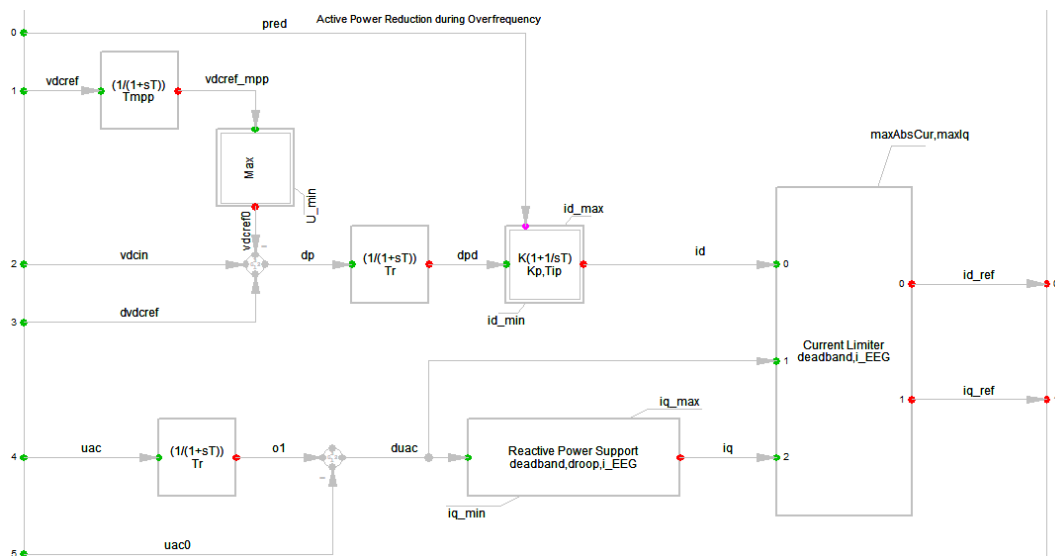 pred
Active Power Reduction during Overfrequency
0
vdcref
(1/(1+sT))
Tmpp
vdcref_mpp
1
maxAbsCur,maxIq
Max
U_min
vdcref0
id_max
vdcin
dp
(1/(1+sT))
Tr
dpd
K(1+1/sT)
Kp,Tip
id
2
0
-
0
id_ref
0
dvdcref
id_min
3
Current Limiter
deadband,i_EEG
1
1
iq_ref
1
iq_max
uac
(1/(1+sT))
Tr
o1
duac
Reactive Power Support
deadband,droop,i_EEG
iq
4
2
-
iq_min
uac0
5